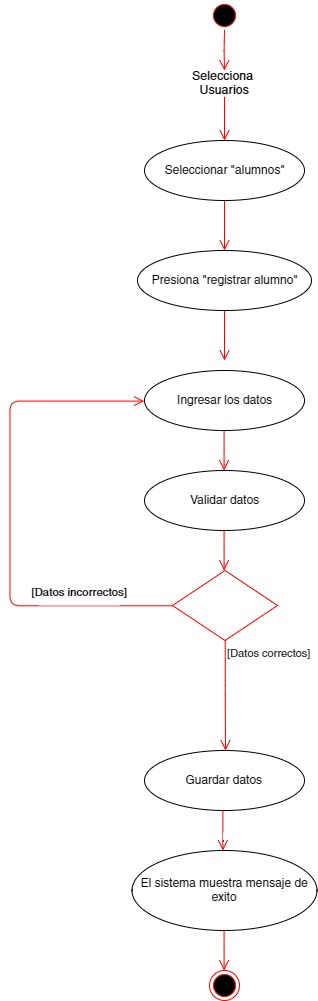 Selecciona
Usuarios
Seleccionar "alumnos"
Presiona "registrar alumno"
Ingresar los datos
Validar datos
[Datos incorrectos]
[Datos correctos]
Guardar datos
El sistema muestra mensaje de
exito